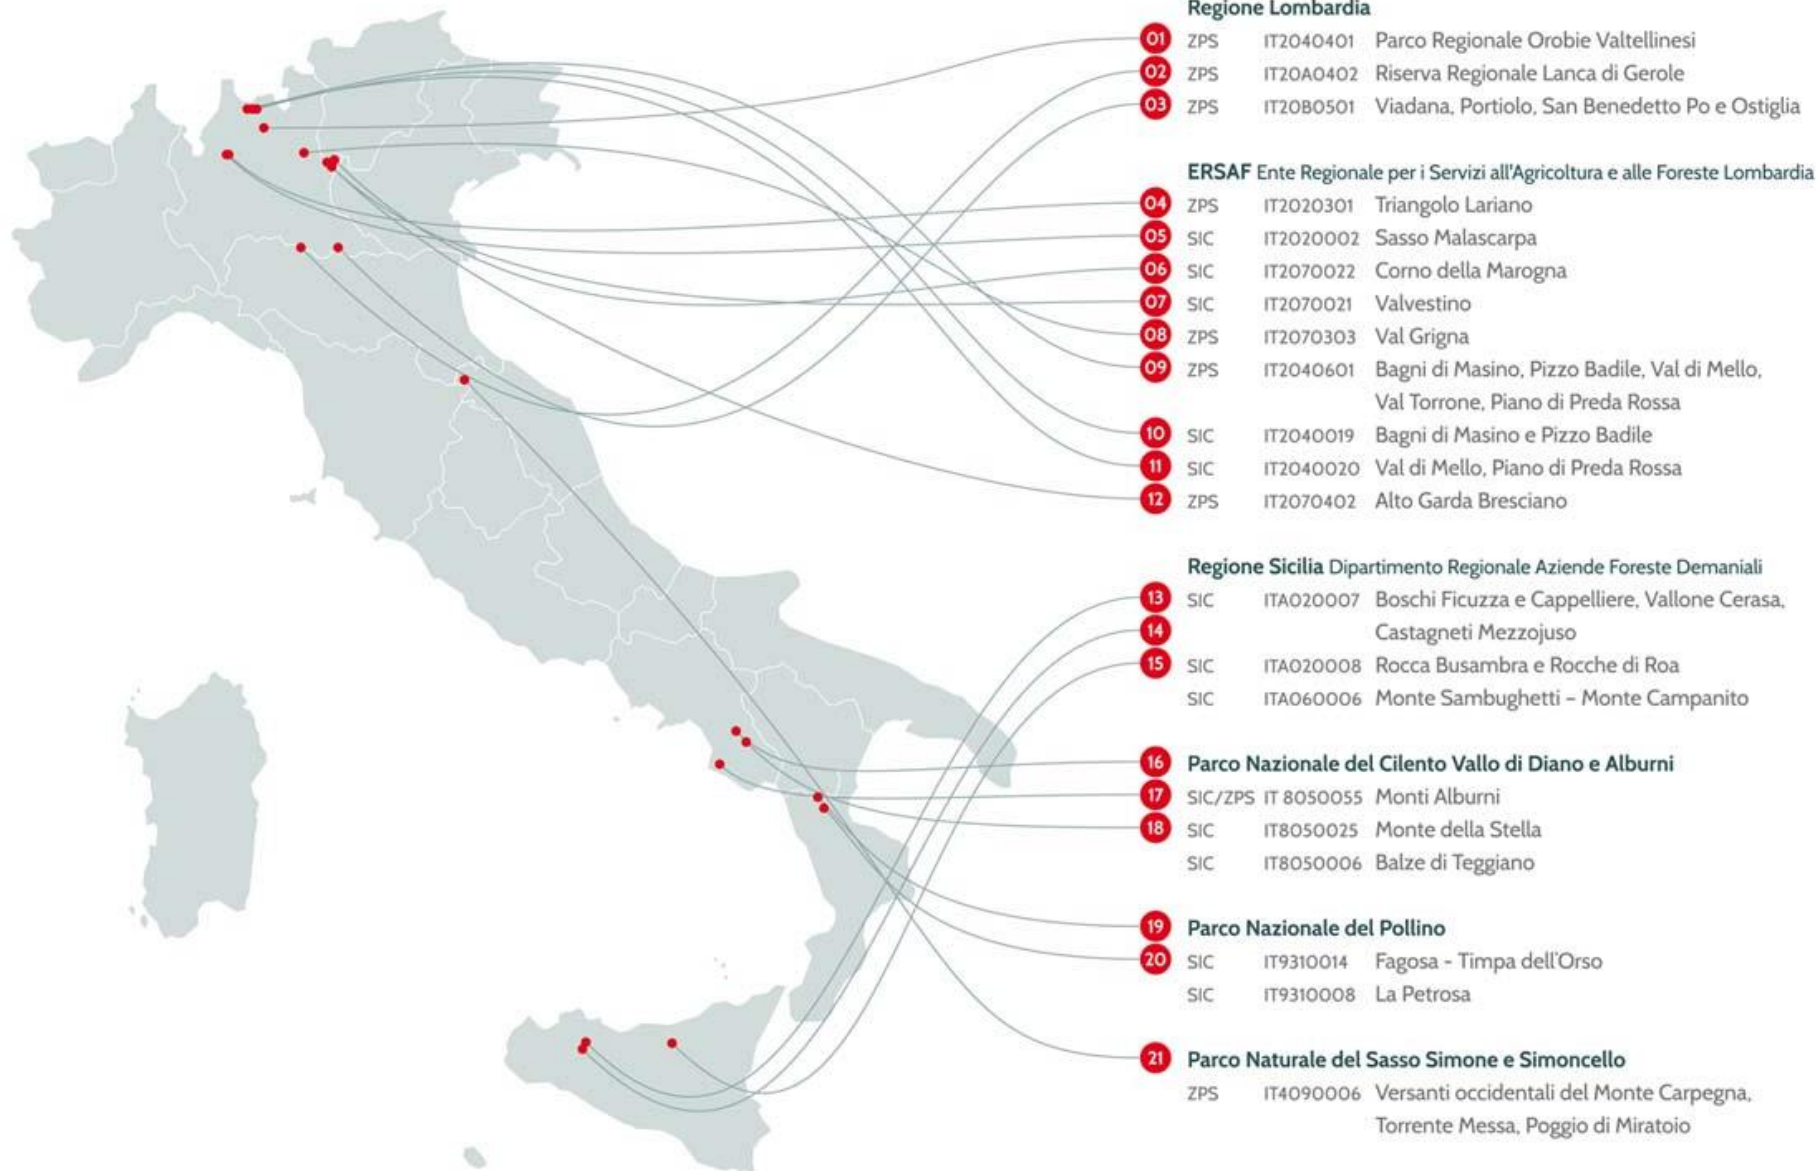 Regione Lombardia
01 ZPS IT2040401 Parco Regionale Orobie Valtellinesi
02 ZPS IT20A0402 Riserva Regionale Lanca di Gerole
03 ZPS IT20B0501 Viadana, Portiolo, San Benedetto Po e Ostiglia
ERSAF Ente Regionale per i Servizi all'Agricoltura e alle Foreste Lombardia
04 ZPS IT2020301 Triangolo Lariano
05 SIC IT2020002 Sasso Malascarpa
06 SIC IT2070022 Corno della Marogna
07 SIC IT2070021 Valvestino
08 ZPS IT2070303 Val Grigna
09 ZPS IT2040601 Bagni di Masino, Pizzo Badile, Val di Mello,
Val Torrone, Piano di Preda Rossa
10 SIC IT2040019 Bagni di Masino e Pizzo Badile
11 SIC IT2040020 Val di Mello, Piano di Preda Rossa
12 ZPS IT2070402 Alto Garda Bresciano
Regione Sicilia Dipartimento Regionale Aziende Foreste Demaniali
13 SIC ITA020007 Boschi Ficuzza e Cappelliere, Vallone Cerasa,
14 Castagneti Mezzojuso
15 SIC ITA020008 Rocca Busambra e Rocche di Roa
SIC ITA060006 Monte Sambughetti – Monte Campanito
16 Parco Nazionale del Cilento Vallo di Diano e Alburni
17 SIC/ZPS IT 8050055 Monti Alburni
18 SIC IT8050025 Monte della Stella
SIC IT8050006 Balze di Teggiano
19 Parco Nazionale del Pollino
20 SIC IT9310014 Fagosa - Timpa dell'Orso
SIC IT9310008 La Petrosa
21 Parco Naturale del Sasso Simone e Simoncello
ZPS IT4090006 Versanti occidentali del Monte Carpegna,
Torrente Messa, Poggio di Miratoio